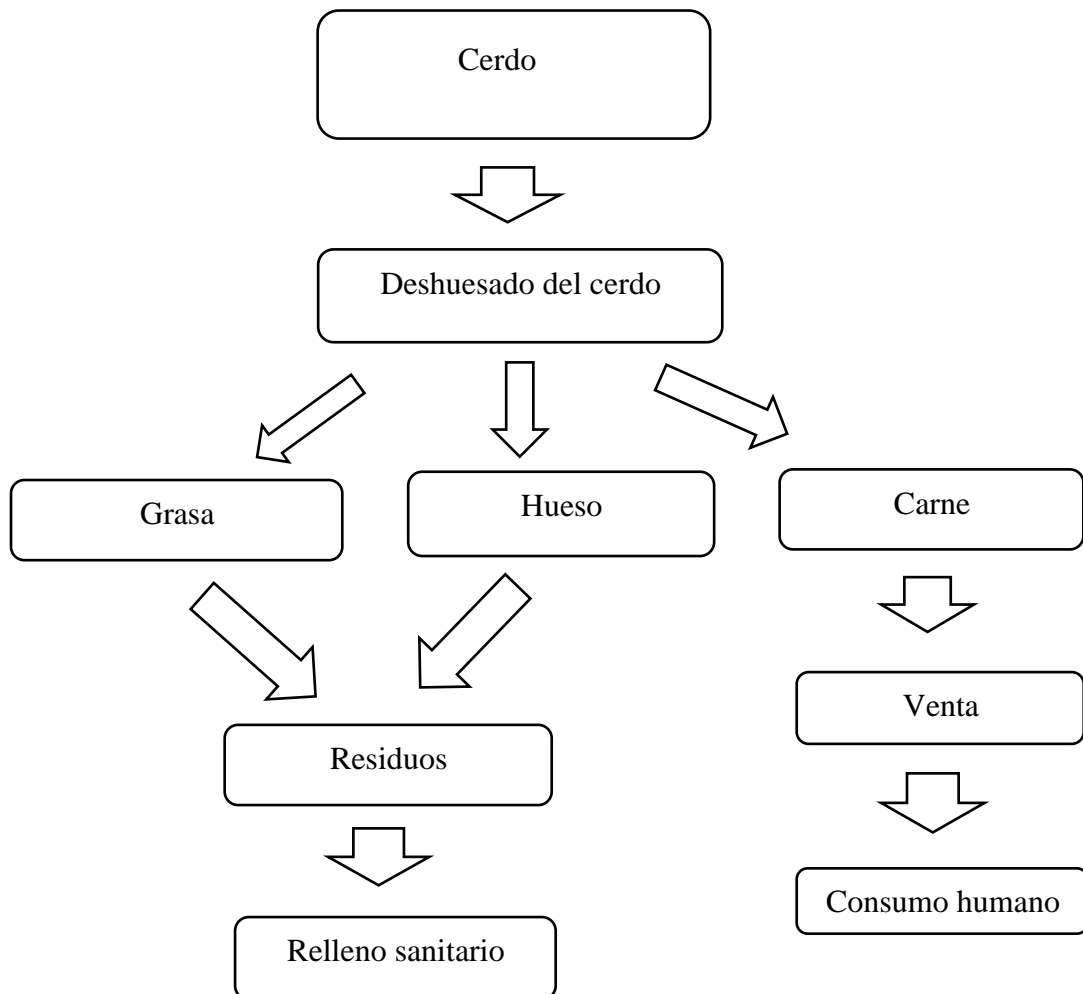 Cerdo
Deshuesado del cerdo
Grasa
Hueso
Carne
Venta
Residuos
Consumo humano
Relleno sanitario